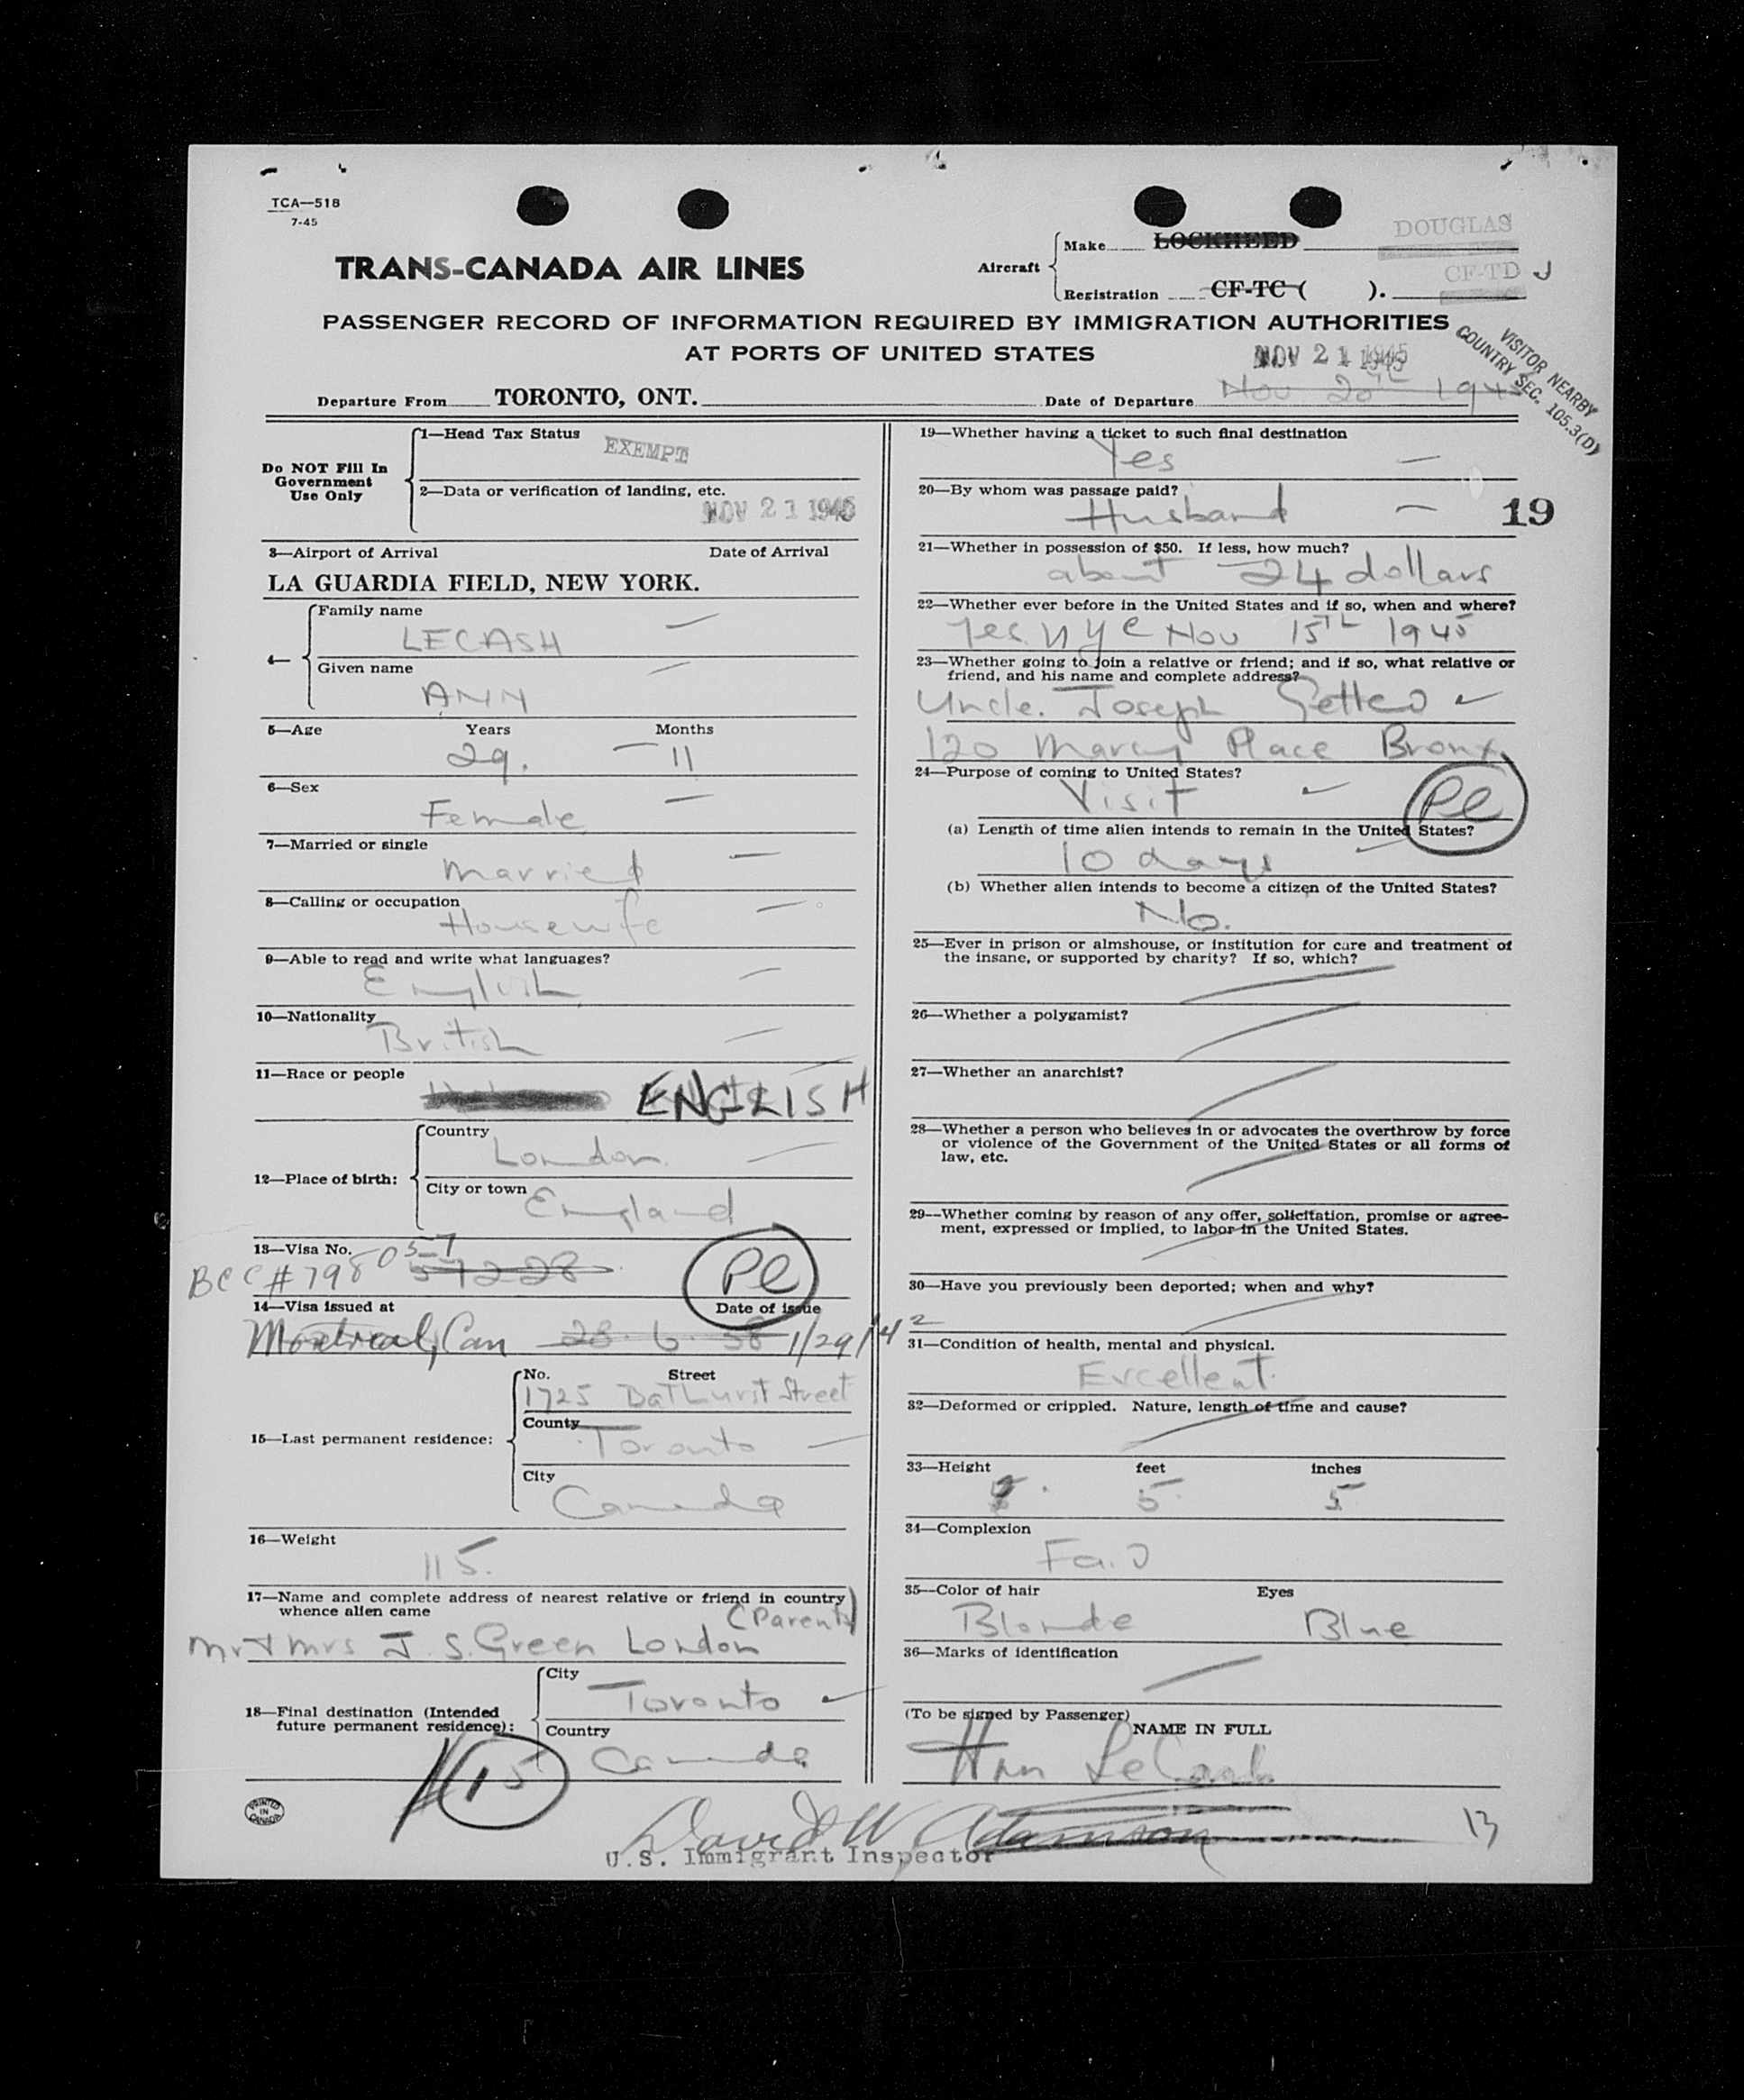 TCA—518
7-45
TRANS-CANADA AIR LINES
Aircraft
Make LOCKHEED DOUGLAS
Registration CF-TC ( ). CF-TD J
PASSENGER RECORD OF INFORMATION REQUIRED BY IMMIGRATION AUTHORITIES
AT PORTS OF UNITED STATES
VISITOR NEARBY
COUNTRY SEC. 105.3(D)
NOV 21 1945
Departure From TORONTO, ONT. Date of Departure Nov 20th 1945
Do NOT Fill In
Government
Use Only
1—Head Tax Status EXEMPT
2—Data or verification of landing, etc.
NOV 21 1945
3—Airport of Arrival Date of Arrival
LA GUARDIA FIELD, NEW YORK.
4—
Family name
LECASH
Given name
ANN
5—Age Years Months
29. 11
6—Sex
Female
7—Married or single
Married
8—Calling or occupation
Housewife
9—Able to read and write what languages?
English
10—Nationality
British
11—Race or people
ENGLISH
12—Place of birth:
Country
London
City or town
England
13—Visa No. 57
BCC# 7980 57228 PC
14—Visa issued at Date of issue
Montreal, Can 28.6.38 1/29/42
15—Last permanent residence:
No. Street
1725 Bathurst Street
County
Toronto
City
Canada
16—Weight
115.
17—Name and complete address of nearest relative or friend in country
whence alien came (Parents)
Mr & Mrs J. S. Green London
18—Final destination (Intended
future permanent residence):
City
Toronto
Country
Canada
15
PRINTED
IN
CANADA
19—Whether having a ticket to such final destination
Yes
20—By whom was passage paid?
Husband
19
21—Whether in possession of $50. If less, how much?
about 24 dollars
22—Whether ever before in the United States and if so, when and where?
Yes. NYC Nov 15th 1945
23—Whether going to join a relative or friend; and if so, what relative or
friend, and his name and complete address?
Uncle. Joseph
120 Marcy Place Bronx
24—Purpose of coming to United States?
Visit PC
(a) Length of time alien intends to remain in the United States?
10 days
(b) Whether alien intends to become a citizen of the United States?
No.
25—Ever in prison or almshouse, or institution for care and treatment of
the insane, or supported by charity? If so, which?
26—Whether a polygamist?
27—Whether an anarchist?
28—Whether a person who believes in or advocates the overthrow by force
or violence of the Government of the United States or all forms of
law, etc.
29—Whether coming by reason of any offer, solicitation, promise or agree-
ment, expressed or implied, to labor in the United States.
30—Have you previously been deported; when and why?
31—Condition of health, mental and physical.
Excellent.
32—Deformed or crippled. Nature, length of time and cause?
33—Height feet inches
5 5
34—Complexion
Fair
35—Color of hair Eyes
Blonde Blue
36—Marks of identification
(To be signed by Passenger)
NAME IN FULL
Ann LeCash
David W Adamson
U.S. Immigrant Inspector
13